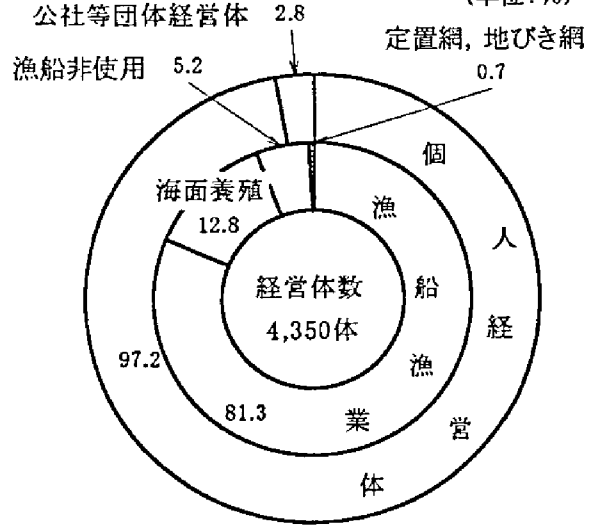 (単位:%)
公社等団体経営体 2.8
定置網,地びき網
0.7
漁船非使用 5.2
海面養殖
12.8
経営体数
4,350体
個人経営体
97.2
漁船漁業
81.3